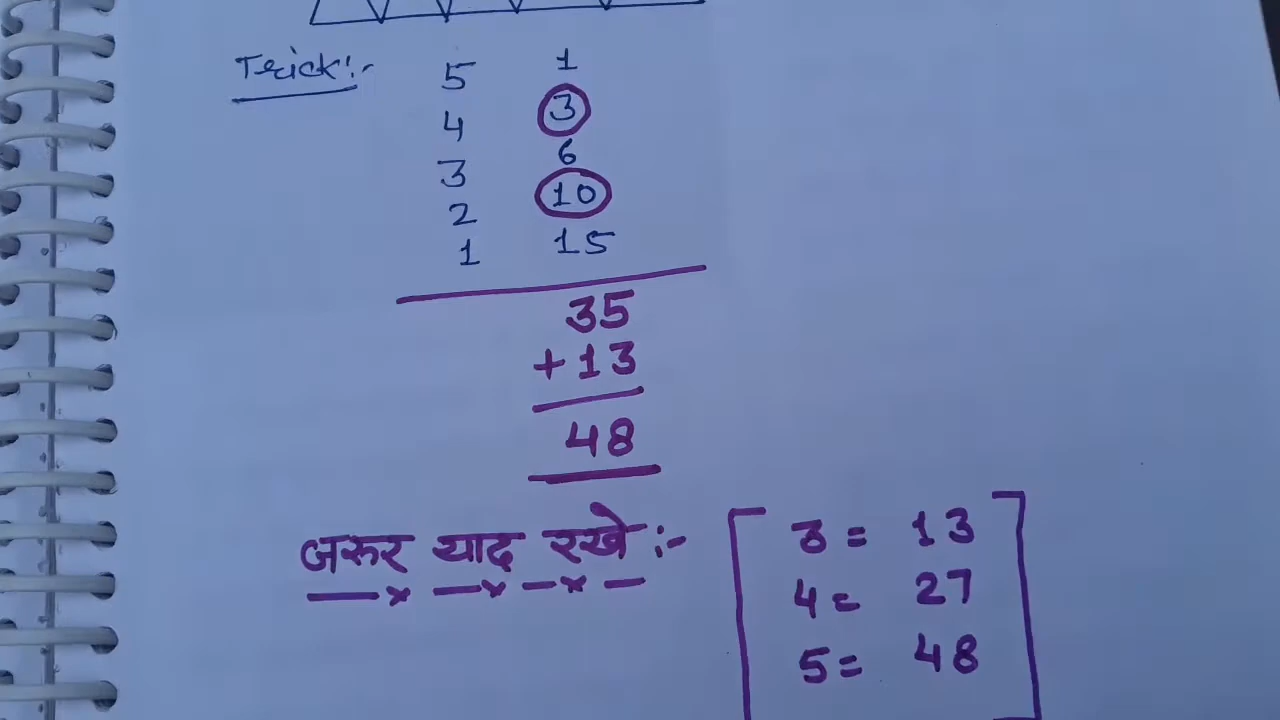 Trick:-
5 1
4 3
3 6
2 10
1 15
35
+13
48
जरुर याद रखे :-
3 = 13
4 = 27
5 = 48